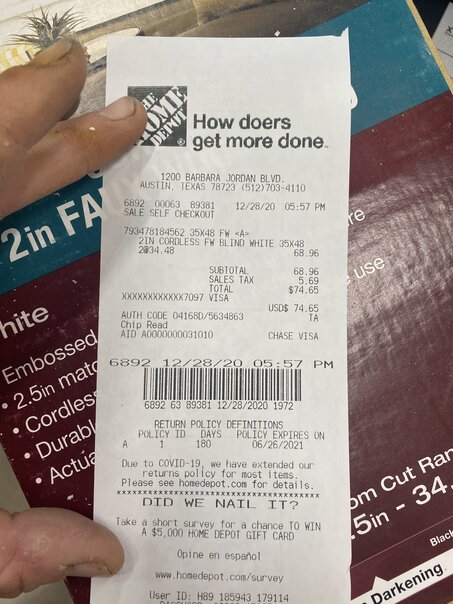 THE
HOME
DEPOT
How doers
get more done.
1200 BARBARA JORDAN BLVD.
AUSTIN, TEXAS 78723 (512)703-4110
6892 00063 89381 12/28/20 05:57 PM
SALE SELF CHECKOUT
793478184562 35X48 FW <A>
2IN CORDLESS FW BLIND WHITE 35X48
2@34.48 68.96
SUBTOTAL 68.96
SALES TAX 5.69
TOTAL $74.65
XXXXXXXXXXXX7097 VISA
USD$ 74.65
AUTH CODE 04168D/5634863 TA
Chip Read
AID A0000000031010 CHASE VISA
6892 12/28/20 05:57 PM
6892 63 89381 12/28/2020 1972
RETURN POLICY DEFINITIONS
POLICY ID DAYS POLICY EXPIRES ON
A 1 180 06/26/2021
Due to COVID-19, we have extended our
returns policy for most items.
Please see homedepot.com for details.
DID WE NAIL IT?
Take a short survey for a chance TO WIN
A $5,000 HOME DEPOT GIFT CARD
Opine en español
www.homedepot.com/survey
User ID: H89 185943 179114
2in FA
hite
Embossed
• 2.5in
• Cordless
• Durabl
• Actua
use
om Cut Ran
.5in - 34.
Black
Darkening